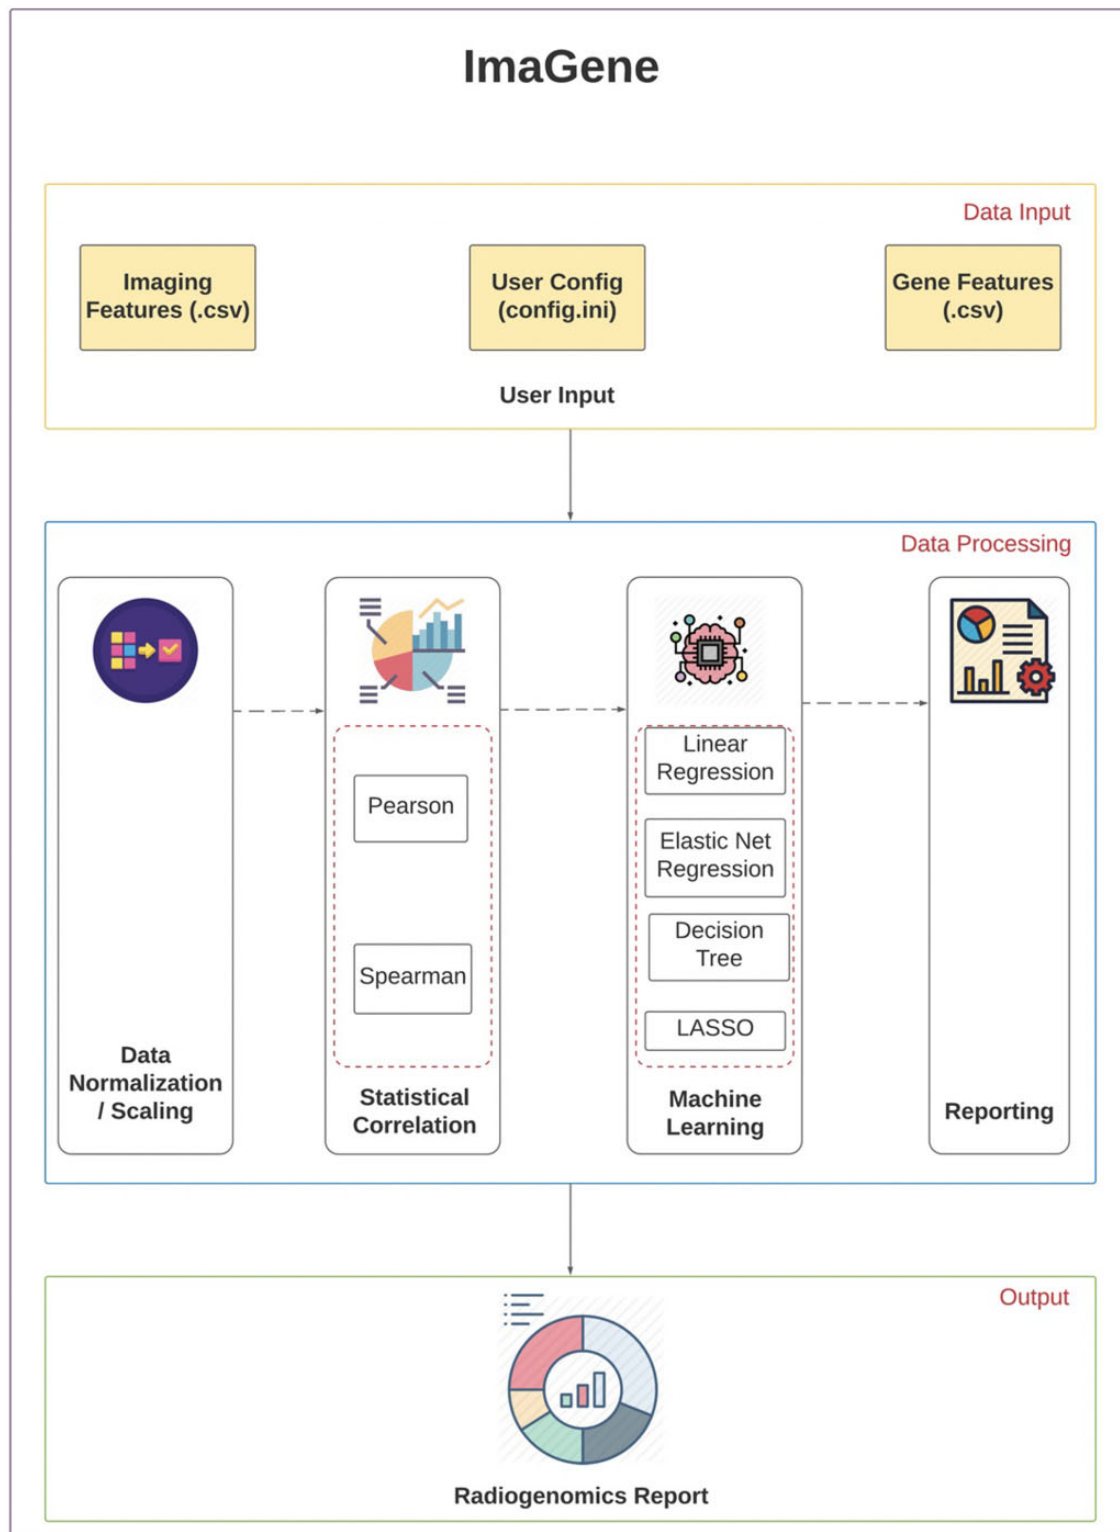 ImaGene
Data Input
Imaging
Features (.csv)
User Config
(config.ini)
Gene Features
(.csv)
User Input
Data Processing
Data
Normalization
/ Scaling
Pearson
Spearman
Statistical
Correlation
Linear
Regression
Elastic Net
Regression
Decision
Tree
LASSO
Machine
Learning
Reporting
Output
Radiogenomics Report